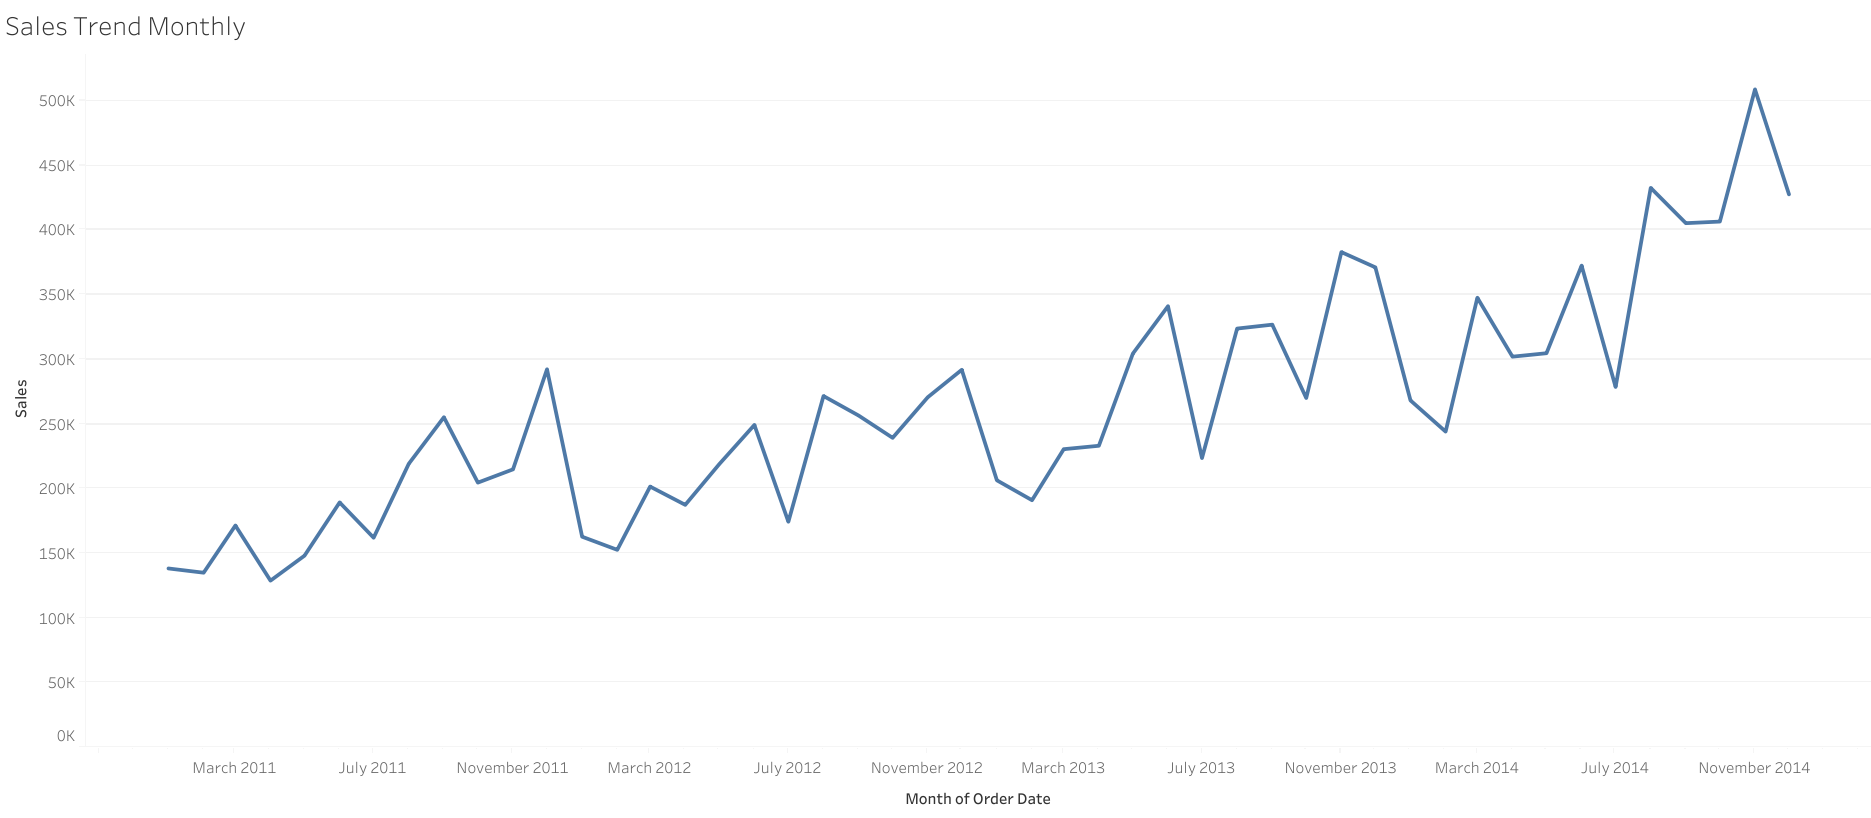 Sales Trend Monthly
500K
450K
400K
350K
300K
250K
200K
150K
100K
50K
0K
Sales
March 2011 July 2011 November 2011 March 2012 July 2012 November 2012 March 2013 July 2013 November 2013 March 2014 July 2014 November 2014
Month of Order Date